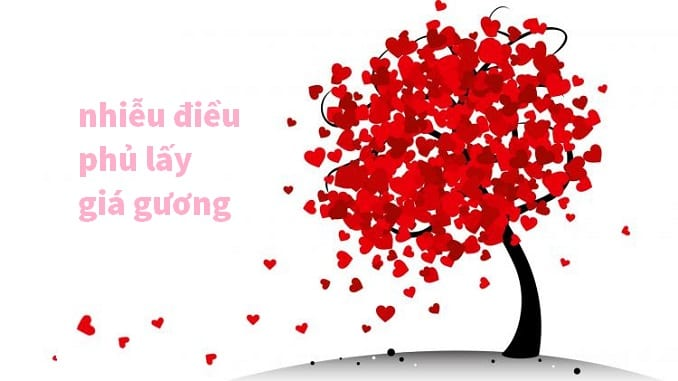 nhiễu điều
phủ lấy
giá gương